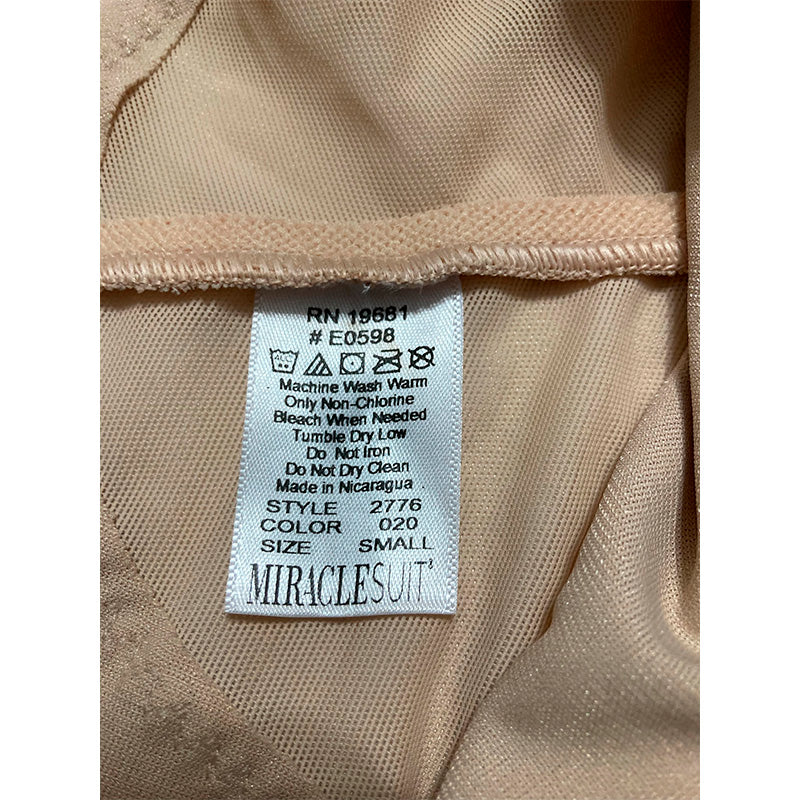 RN 19681
# E0598
Machine Wash Warm
Only Non-Chlorine
Bleach When Needed
Tumble Dry Low
Do Not Iron
Do Not Dry Clean
Made in Nicaragua
STYLE 2776
COLOR 020
SIZE SMALL
MIRACLESUIT